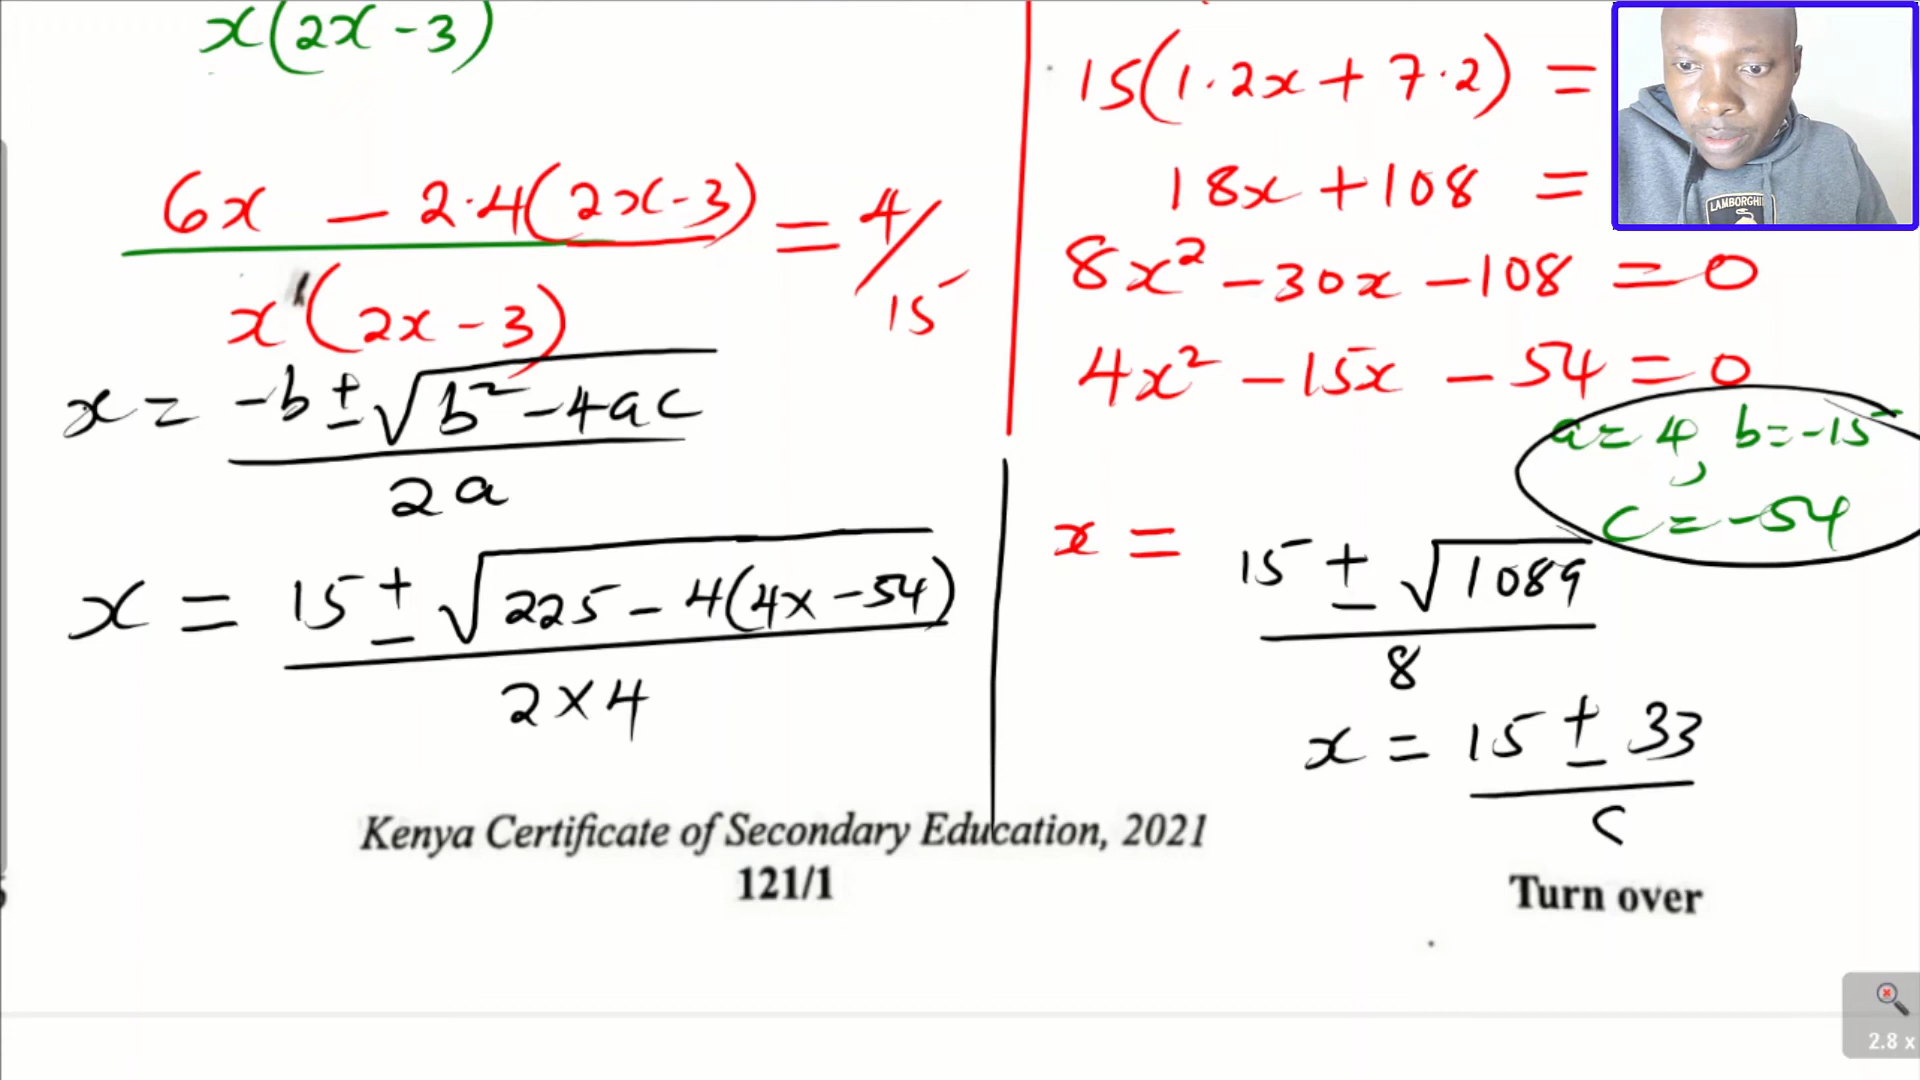 x(2x - 3)
6x - 2·4(2x-3) = 4/15
x(2x - 3)
x = -b ± √b² - 4ac
2a
x = 15 ± √225 - 4(4x -54)
2 x 4
15(1·2x + 7·2) =
18x + 108 =
8x² - 30x - 108 = 0
4x² - 15x - 54 = 0
a = 4, b = -15
c = -54
x = 15 ± √1089
8
x = 15 ± 33
Kenya Certificate of Secondary Education, 2021
121/1
Turn over
LAMBORGHI
2.8 x